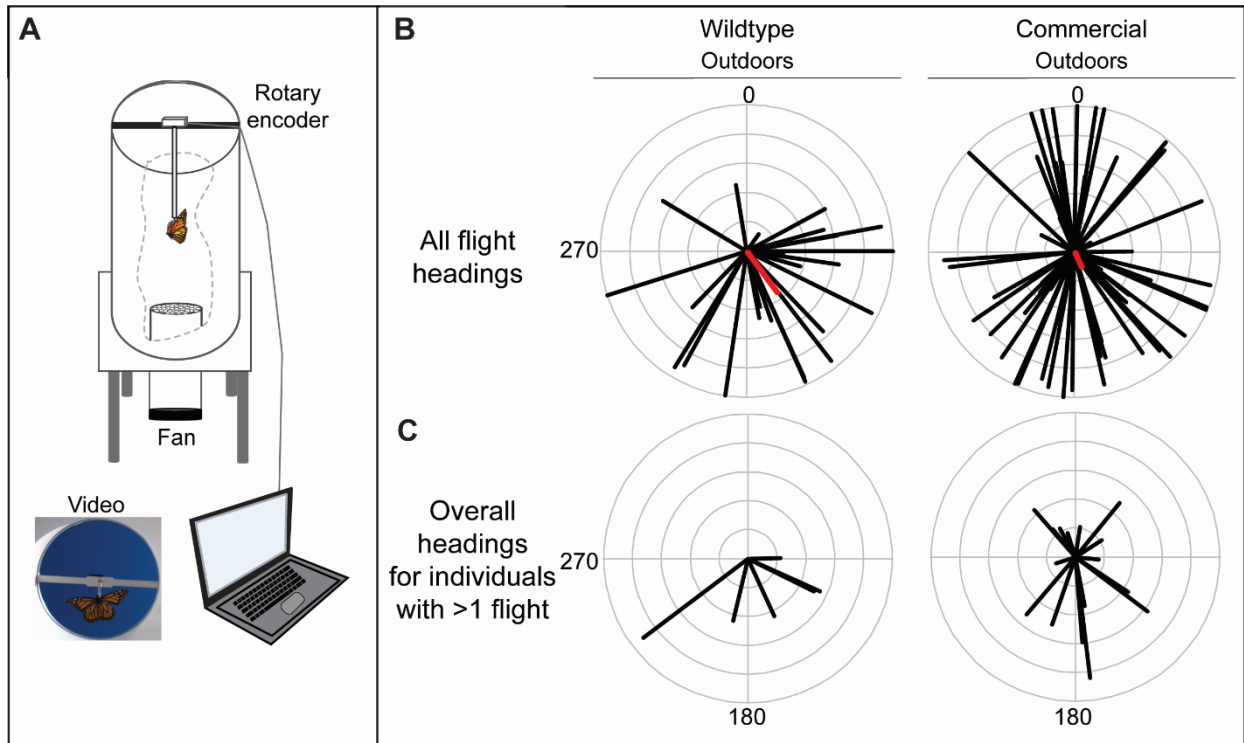 A
Rotary
encoder
Fan
Video
B
Wildtype
Outdoors
Commercial
Outdoors
0
0
All flight
headings
270
C
Overall
headings
for individuals
with >1 flight
270
180
180